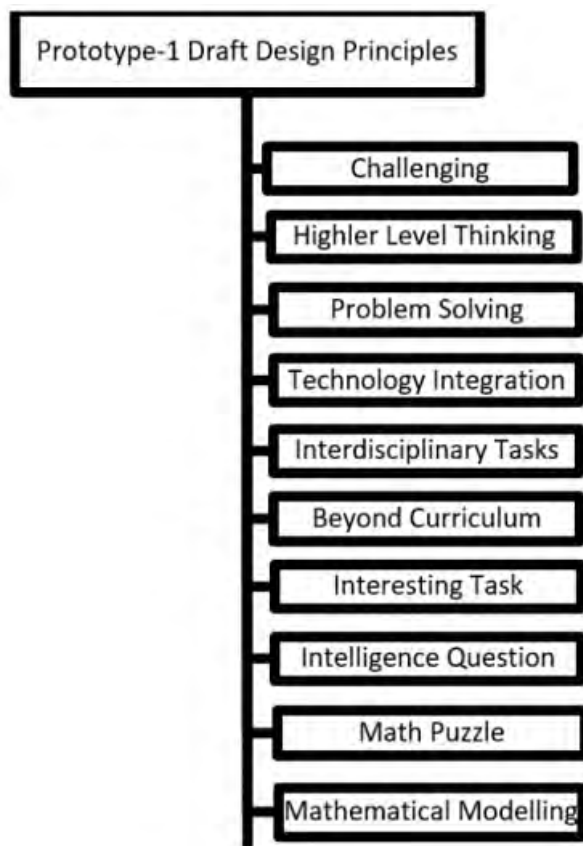 Prototype-1 Draft Design Principles
Challenging
Highler Level Thinking
Problem Solving
Technology Integration
Interdisciplinary Tasks
Beyond Curriculum
Interesting Task
Intelligence Question
Math Puzzle
Mathematical Modelling